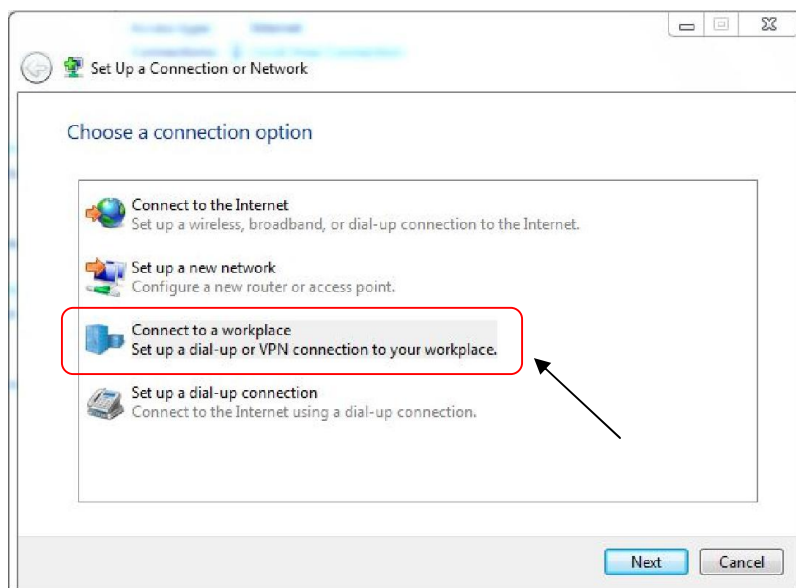 Set Up a Connection or Network
Choose a connection option
Connect to the Internet
Set up a wireless, broadband, or dial-up connection to the Internet.
Set up a new network
Configure a new router or access point.
Connect to a workplace
Set up a dial-up or VPN connection to your workplace.
Set up a dial-up connection
Connect to the Internet using a dial-up connection.
Next Cancel